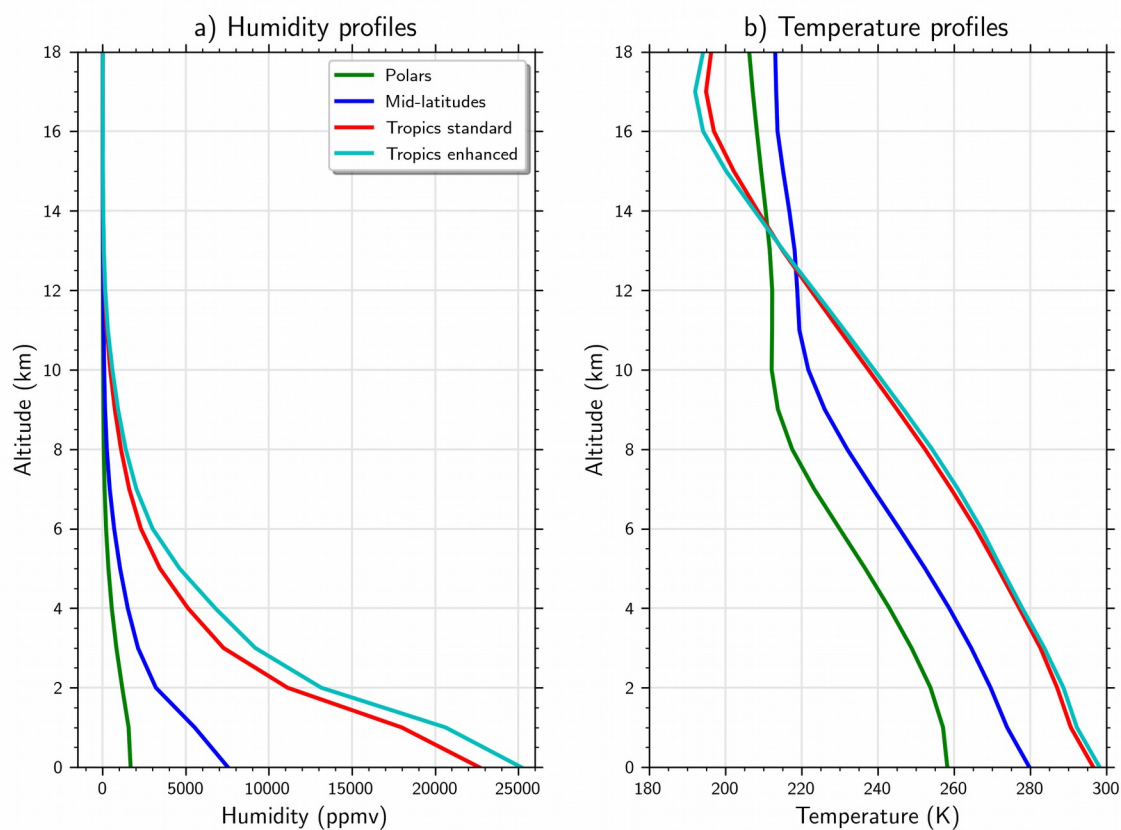 a) Humidity profiles
18
16
14
12
10
8
6
4
2
0
Altitude (km)
Polars
Mid-latitudes
Tropics standard
Tropics enhanced
0 5000 10000 15000 20000 25000
Humidity (ppmv)
b) Temperature profiles
18
16
14
12
10
8
6
4
2
0
Altitude (km)
180 200 220 240 260 280 300
Temperature (K)